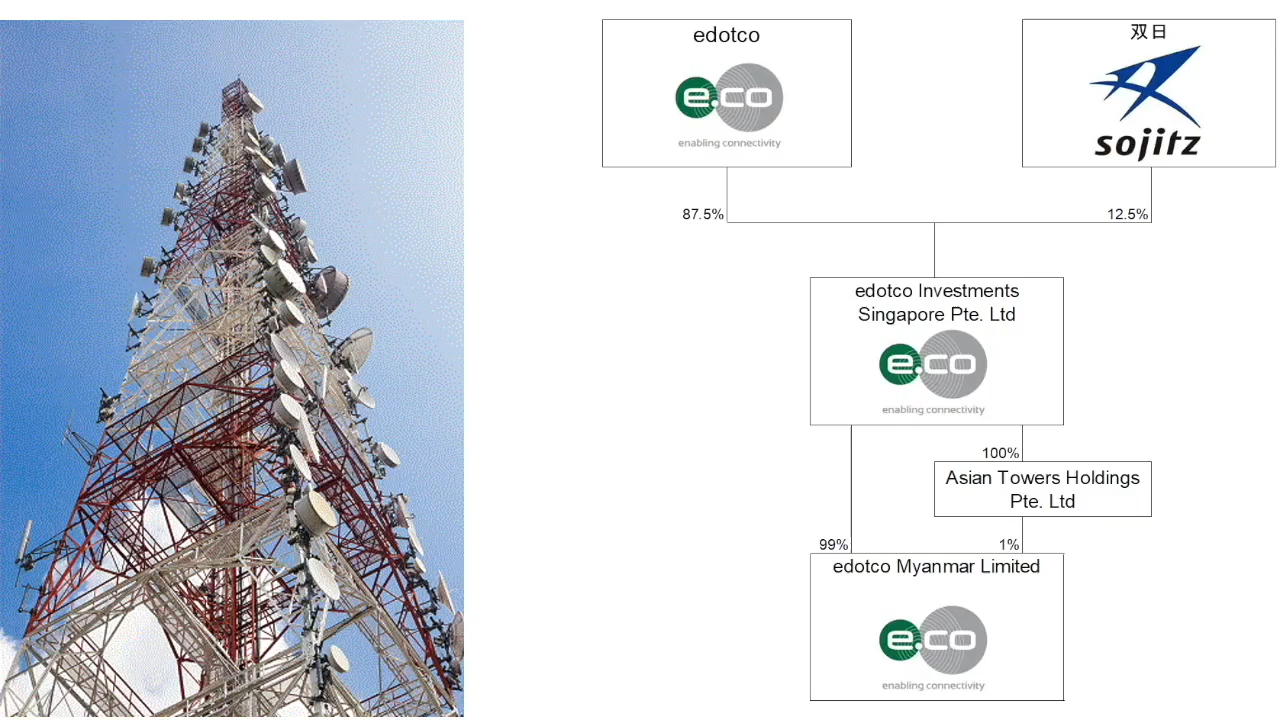 edotco
e.co
enabling connectivity
双日
sojitz
87.5%
12.5%
edotco Investments
Singapore Pte. Ltd
e.co
enabling connectivity
100%
Asian Towers Holdings
Pte. Ltd
99%
1%
edotco Myanmar Limited
e.co
enabling connectivity